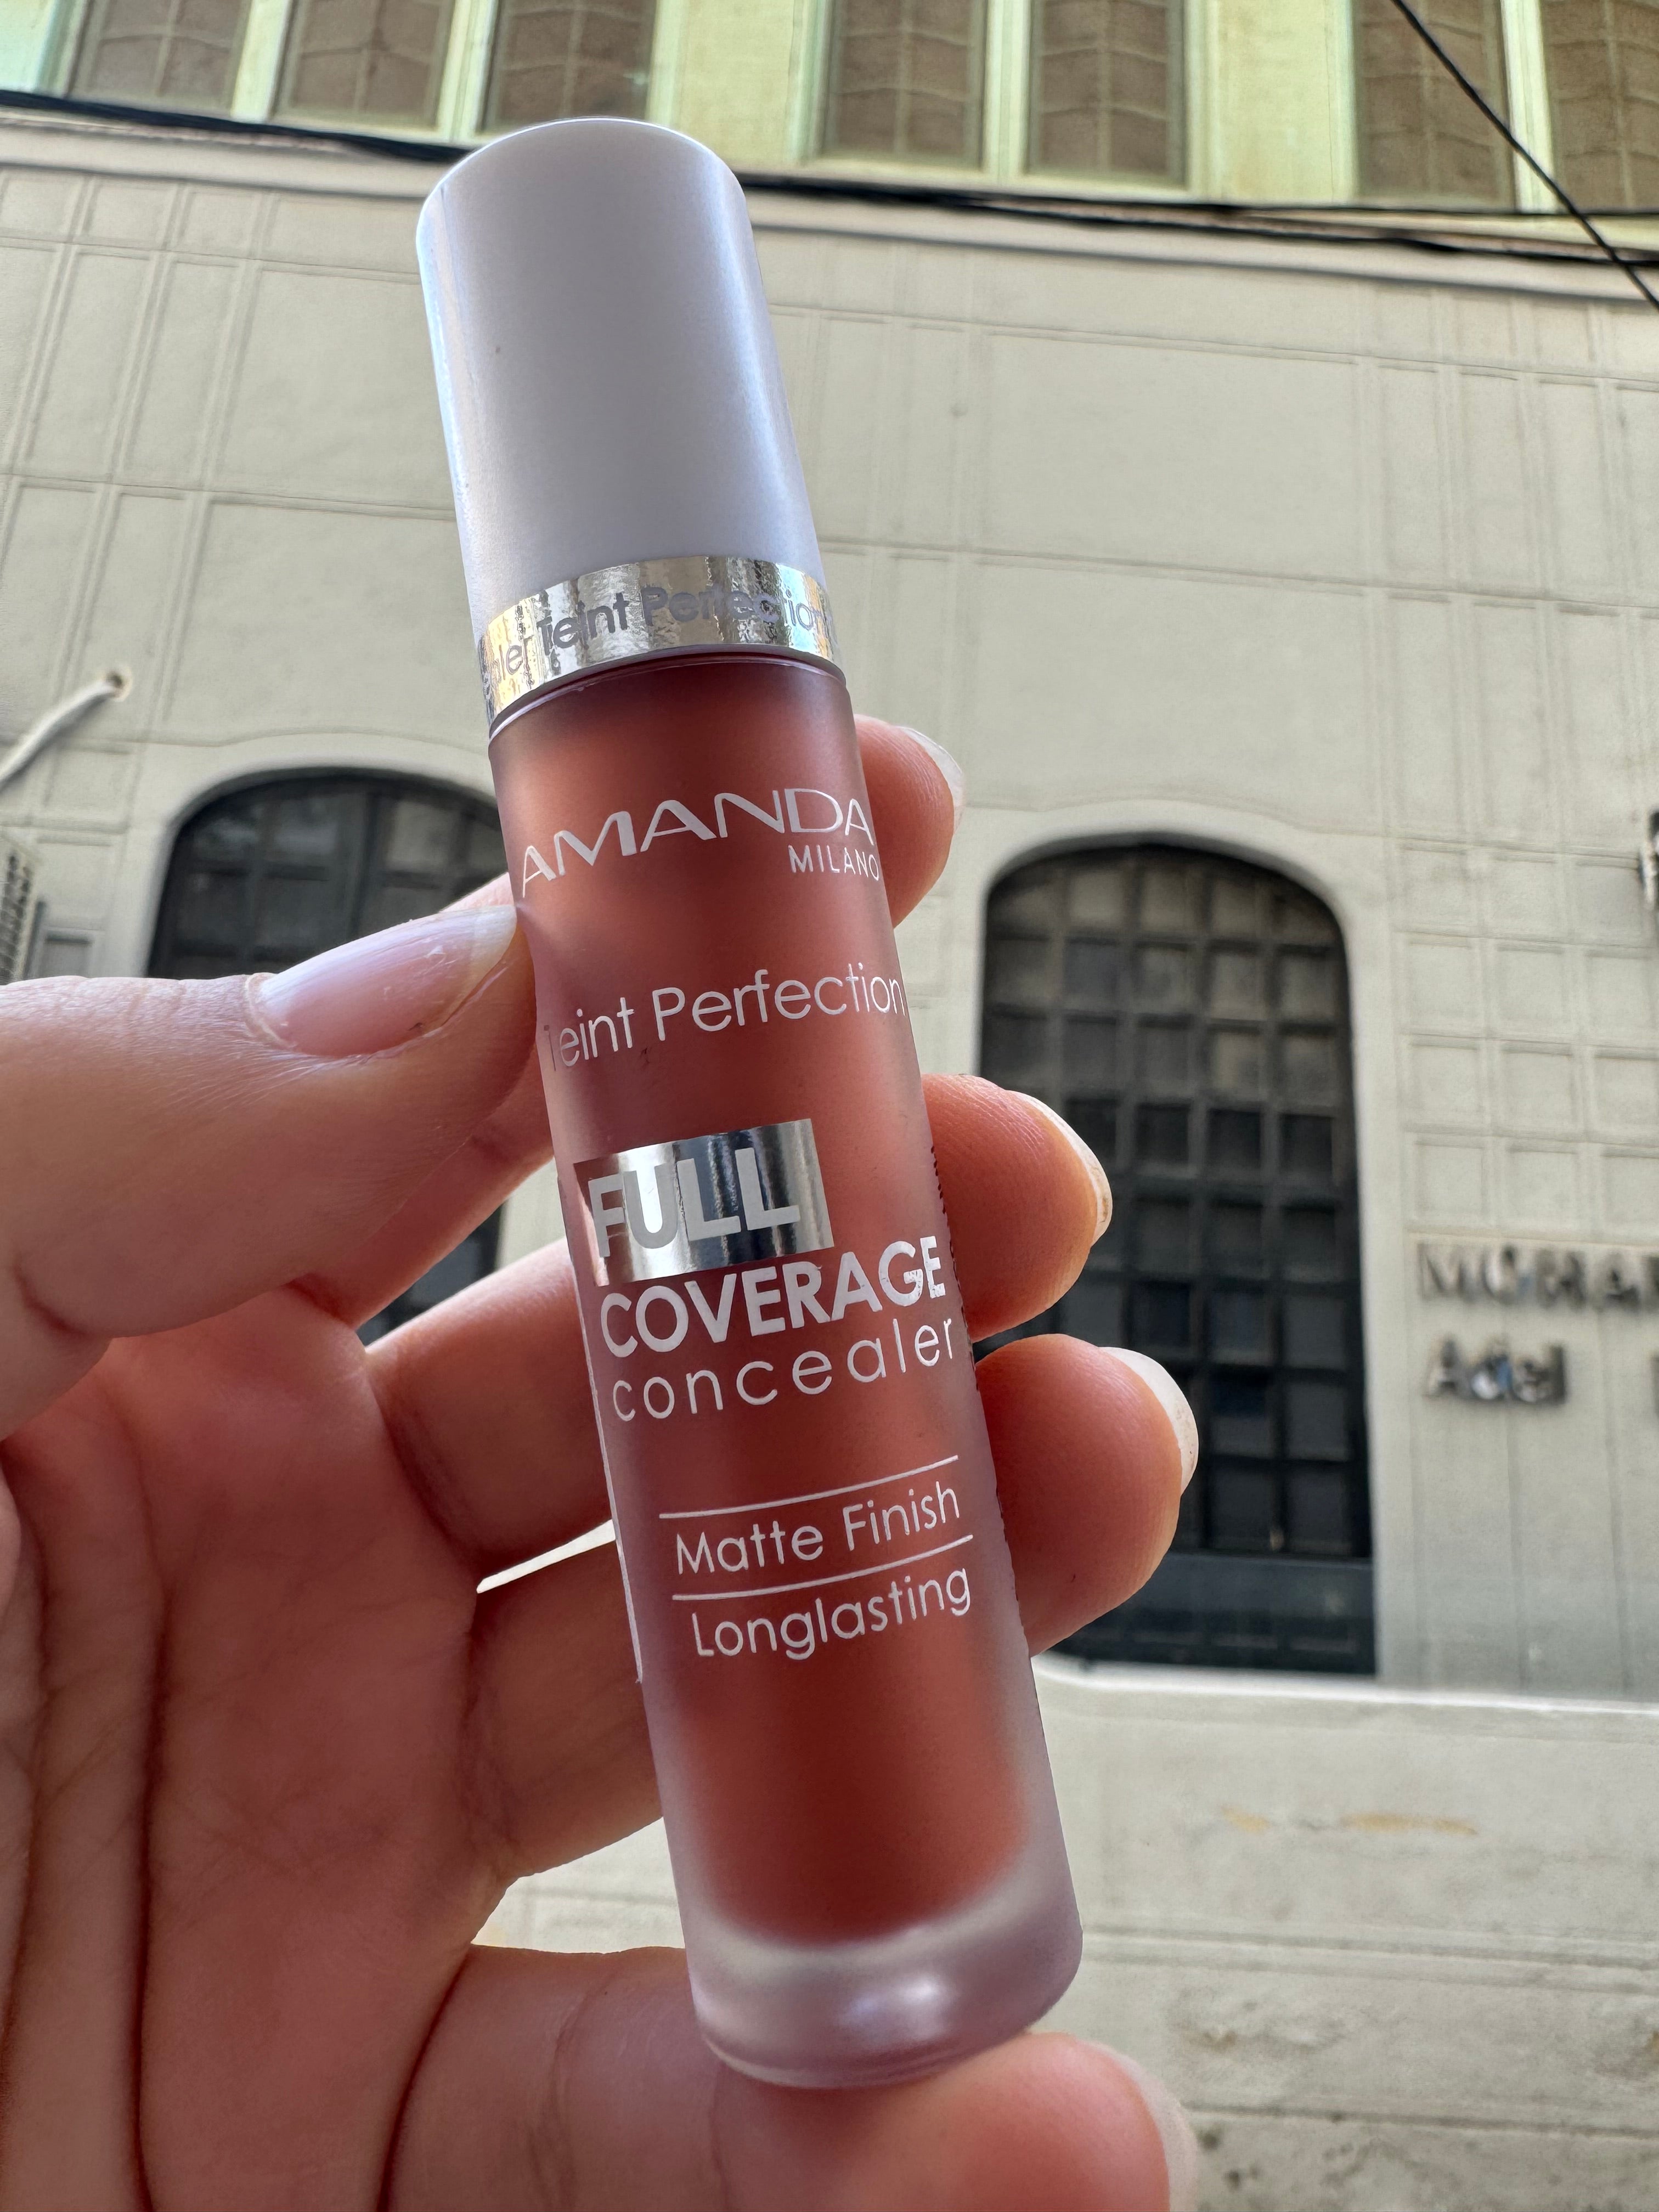 Teint Perfection
AMANDA
MILANO
Teint Perfection
FULL
COVERAGE
concealer
Matte Finish
Longlasting
Adel